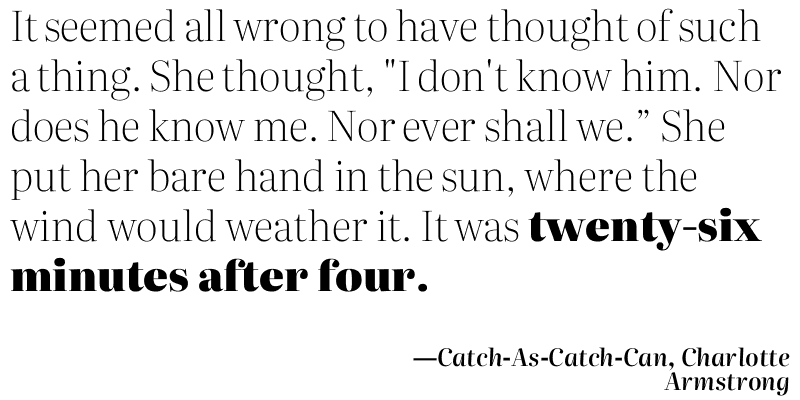 It seemed all wrong to have thought of such
a thing. She thought, "I don't know him. Nor
does he know me. Nor ever shall we.” She
put her bare hand in the sun, where the
wind would weather it. It was twenty-six
minutes after four.
—Catch-As-Catch-Can, Charlotte
Armstrong